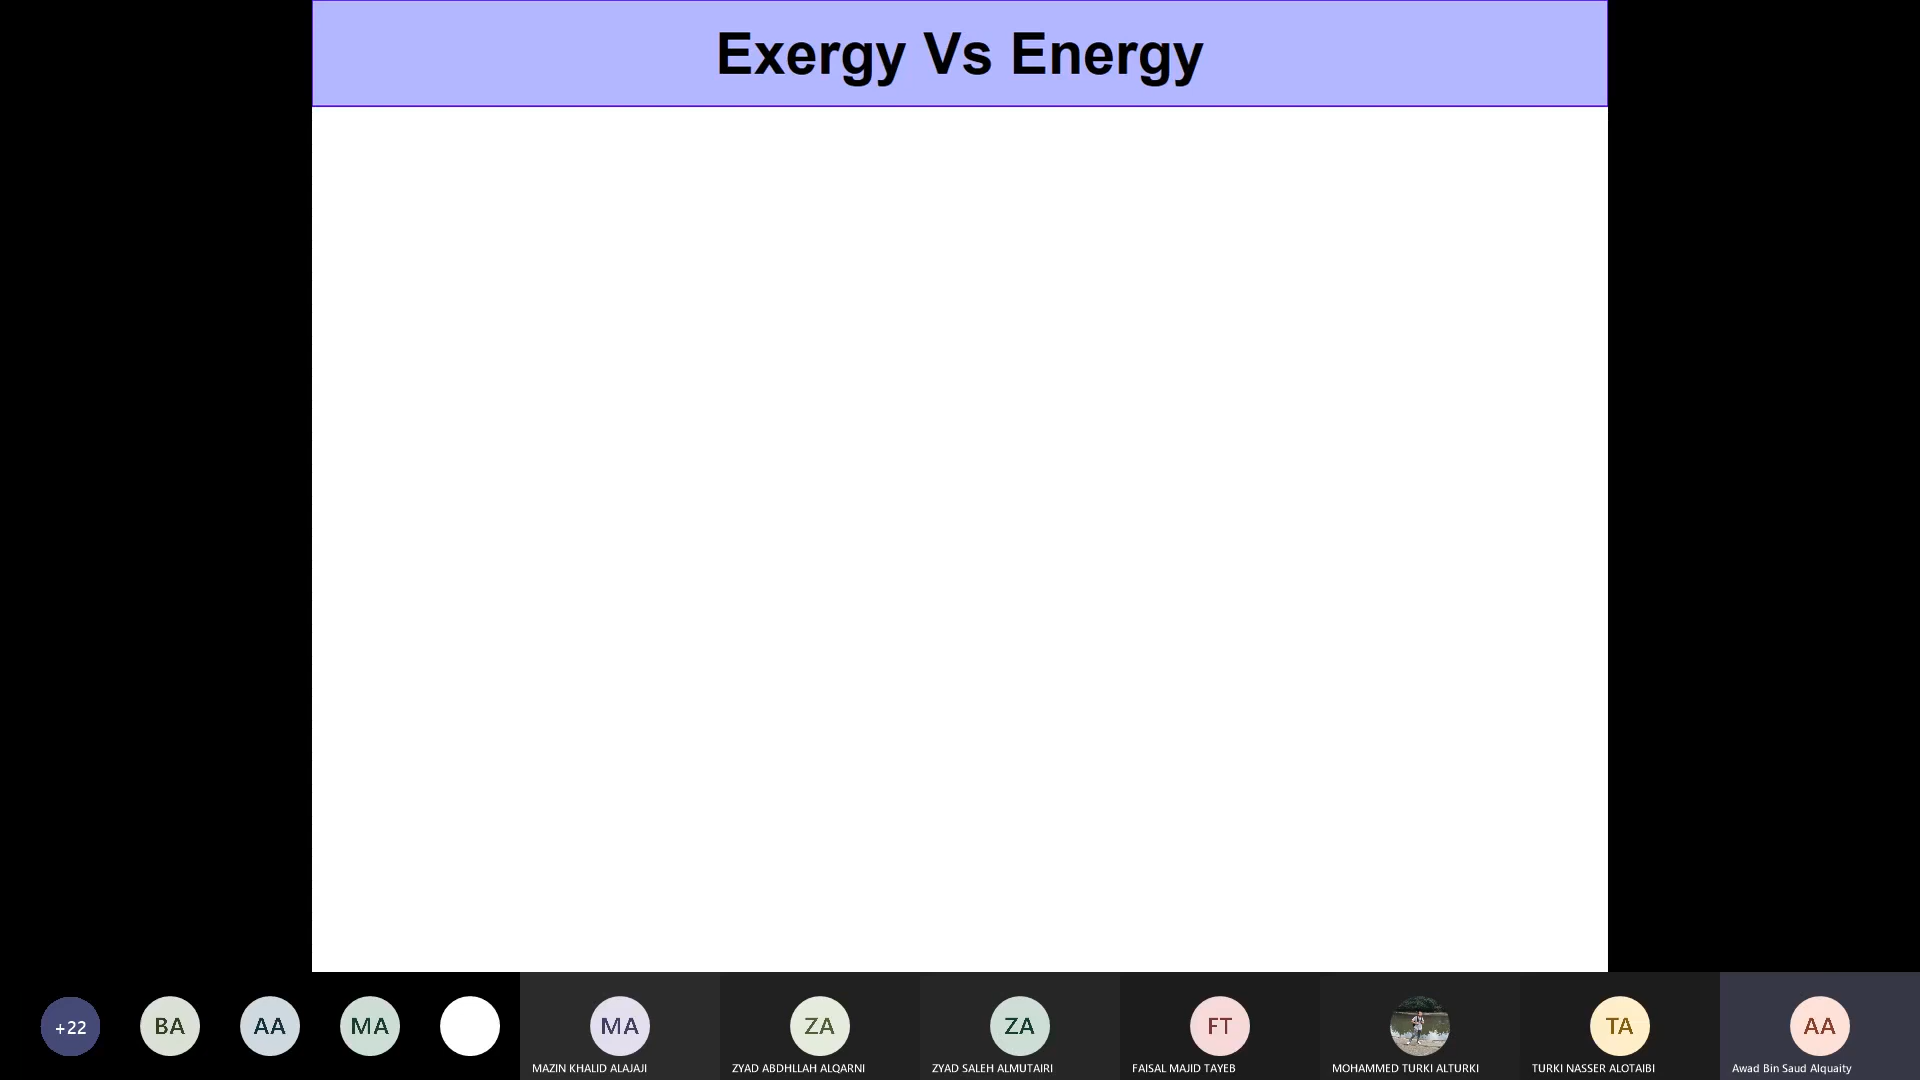 Exergy Vs Energy
+22
BA
AA
MA
MA
ZA
ZA
FT
TA
AA
MAZIN KHALID ALAJAJI
ZYAD ABDHLLAH ALQARNI
ZYAD SALEH ALMUTAIRI
FAISAL MAJID TAYEB
MOHAMMED TURKI ALTURKI
TURKI NASSER ALOTAIBI
Awad Bin Saud Alquaity